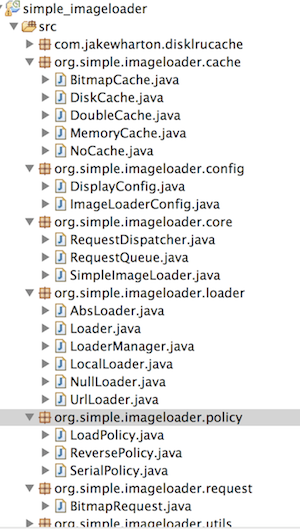 simple_imageloader
src
com.jakewharton.disklrucache
org.simple.imageloader.cache
BitmapCache.java
DiskCache.java
DoubleCache.java
MemoryCache.java
NoCache.java
org.simple.imageloader.config
DisplayConfig.java
ImageLoaderConfig.java
org.simple.imageloader.core
RequestDispatcher.java
RequestQueue.java
SimpleImageLoader.java
org.simple.imageloader.loader
AbsLoader.java
Loader.java
LoaderManager.java
LocalLoader.java
NullLoader.java
UrlLoader.java
org.simple.imageloader.policy
LoadPolicy.java
ReversePolicy.java
SerialPolicy.java
org.simple.imageloader.request
BitmapRequest.java
org.simple.imageloader.utils